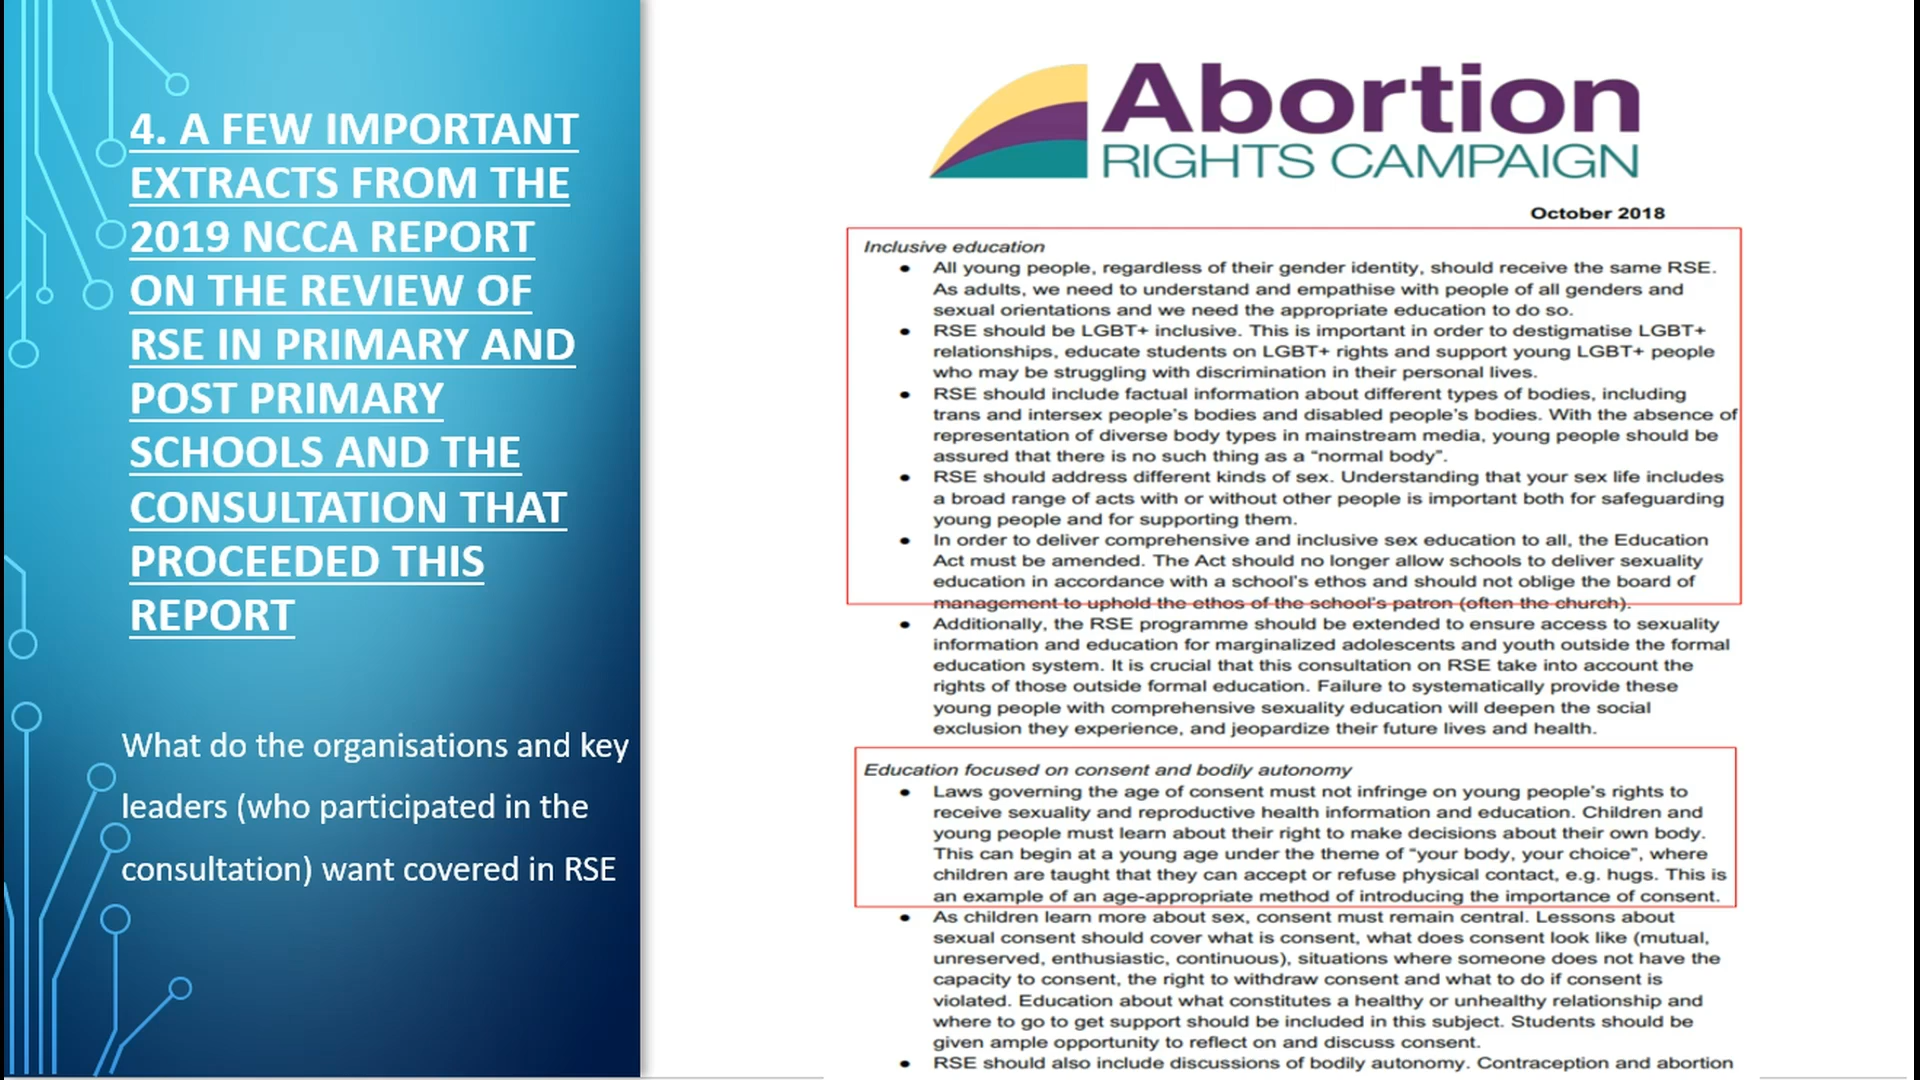 4. A FEW IMPORTANT
EXTRACTS FROM THE
2019 NCCA REPORT
ON THE REVIEW OF
RSE IN PRIMARY AND
POST PRIMARY
SCHOOLS AND THE
CONSULTATION THAT
PROCEEDED THIS
REPORT
What do the organisations and key
leaders (who participated in the
consultation) want covered in RSE
Abortion
RIGHTS CAMPAIGN
October 2018
Inclusive education
● All young people, regardless of their gender identity, should receive the same RSE.
As adults, we need to understand and empathise with people of all genders and
sexual orientations and we need the appropriate education to do so.
● RSE should be LGBT+ inclusive. This is important in order to destigmatise LGBT+
relationships, educate students on LGBT+ rights and support young LGBT+ people
who may be struggling with discrimination in their personal lives.
● RSE should include factual information about different types of bodies, including
trans and intersex people's bodies and disabled people's bodies. With the absence of
representation of diverse body types in mainstream media, young people should be
assured that there is no such thing as a “normal body”.
● RSE should address different kinds of sex. Understanding that your sex life includes
a broad range of acts with or without other people is important both for safeguarding
young people and for supporting them.
● In order to deliver comprehensive and inclusive sex education to all, the Education
Act must be amended. The Act should no longer allow schools to deliver sexuality
education in accordance with a school's ethos and should not oblige the board of
management to uphold the ethos of the school's patron (often the church).
● Additionally, the RSE programme should be extended to ensure access to sexuality
information and education for marginalized adolescents and youth outside the formal
education system. It is crucial that this consultation on RSE take into account the
rights of those outside formal education. Failure to systematically provide these
young people with comprehensive sexuality education will deepen the social
exclusion they experience, and jeopardize their future lives and health.
Education focused on consent and bodily autonomy
● Laws governing the age of consent must not infringe on young people's rights to
receive sexuality and reproductive health information and education. Children and
young people must learn about their right to make decisions about their own body.
This can begin at a young age under the theme of “your body, your choice”, where
children are taught that they can accept or refuse physical contact, e.g. hugs. This is
an example of an age-appropriate method of introducing the importance of consent.
● As children learn more about sex, consent must remain central. Lessons about
sexual consent should cover what is consent, what does consent look like (mutual,
unreserved, enthusiastic, continuous), situations where someone does not have the
capacity to consent, the right to withdraw consent and what to do if consent is
violated. Education about what constitutes a healthy or unhealthy relationship and
where to go to get support should be included in this subject. Students should be
given ample opportunity to reflect on and discuss consent.
● RSE should also include discussions of bodily autonomy. Contraception and abortion